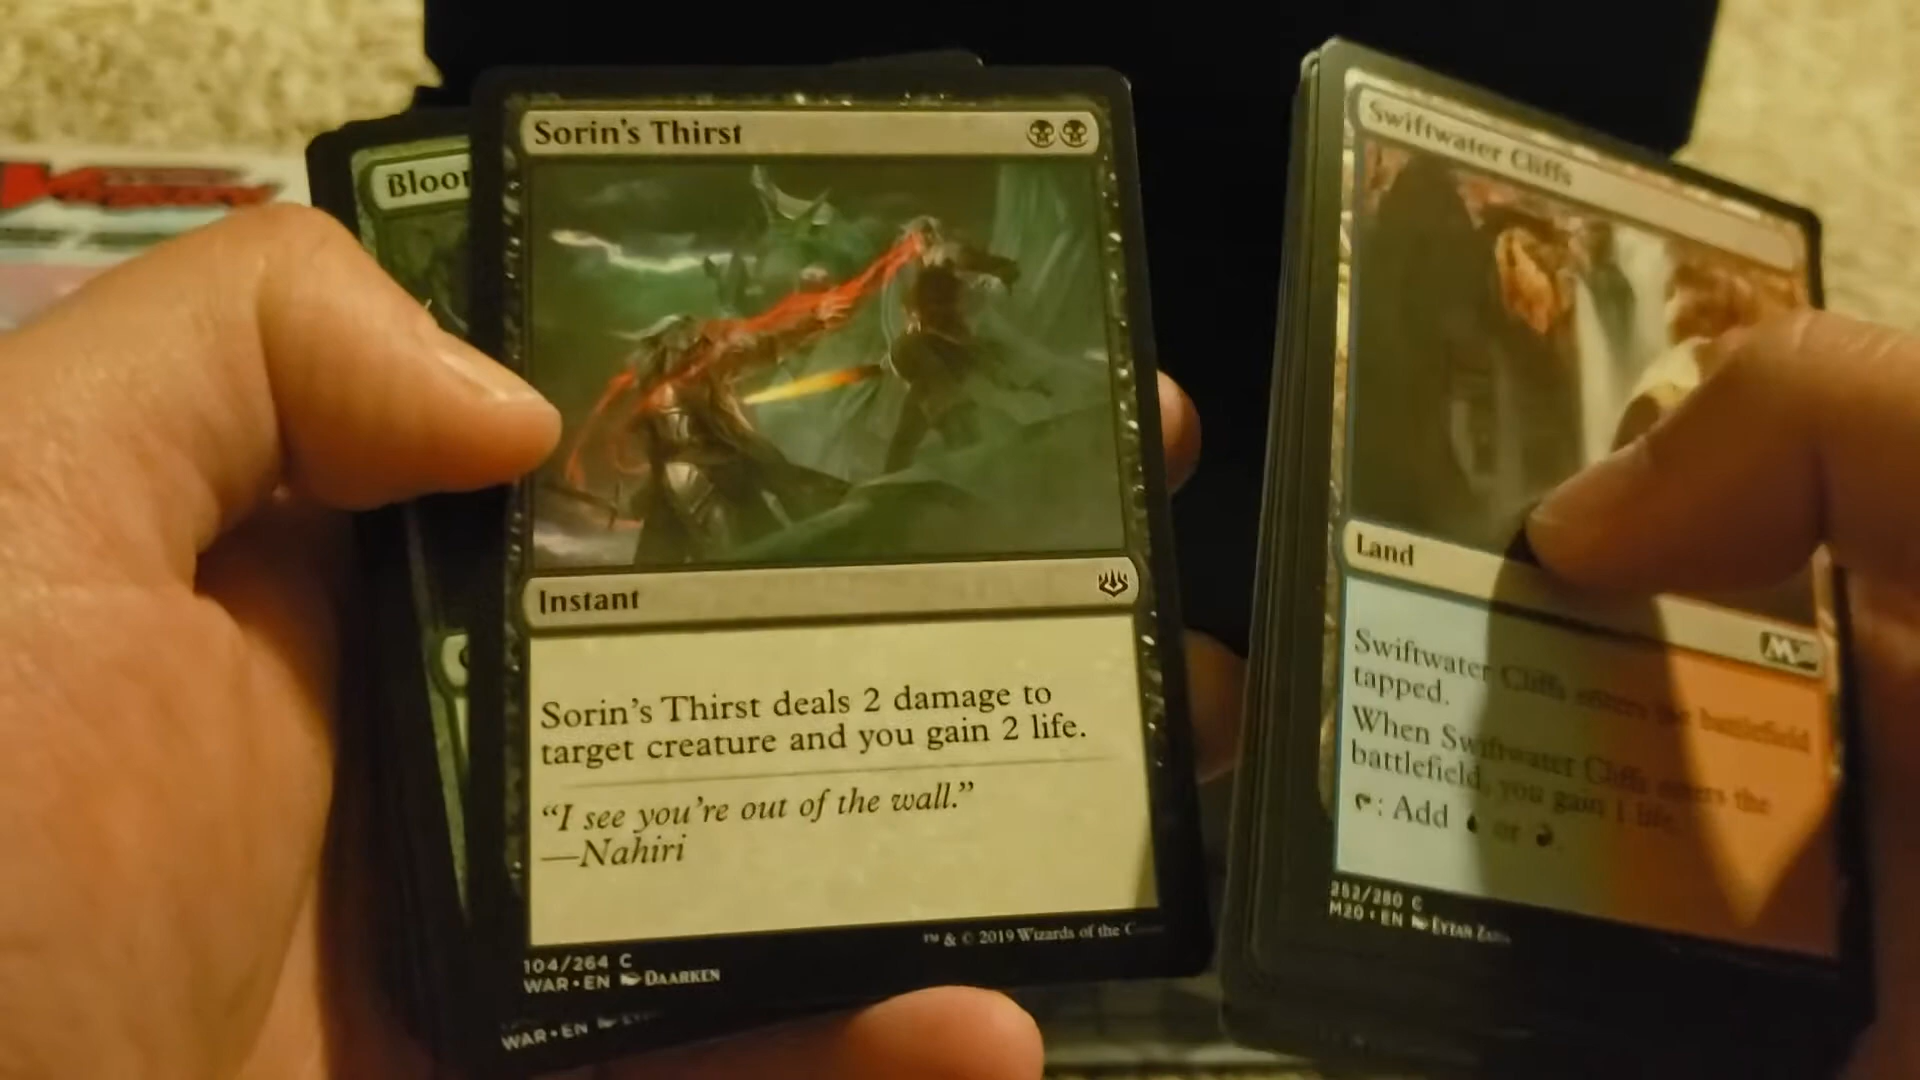 Bloo
Sorin's Thirst
Instant
Sorin's Thirst deals 2 damage to
target creature and you gain 2 life.
“I see you're out of the wall.”
—Nahiri
™ & © 2019 Wizards of the C
104/264 C
WAR • EN DAARKEN
WAR • EN
Swiftwater Cliffs
Land
M
Swiftwater Cliffs enters the battlefield
tapped.
When Swiftwater Cliffs enters the
battlefield, you gain 1 life.
: Add or .
252/280 C
M20 • EN EYTAN